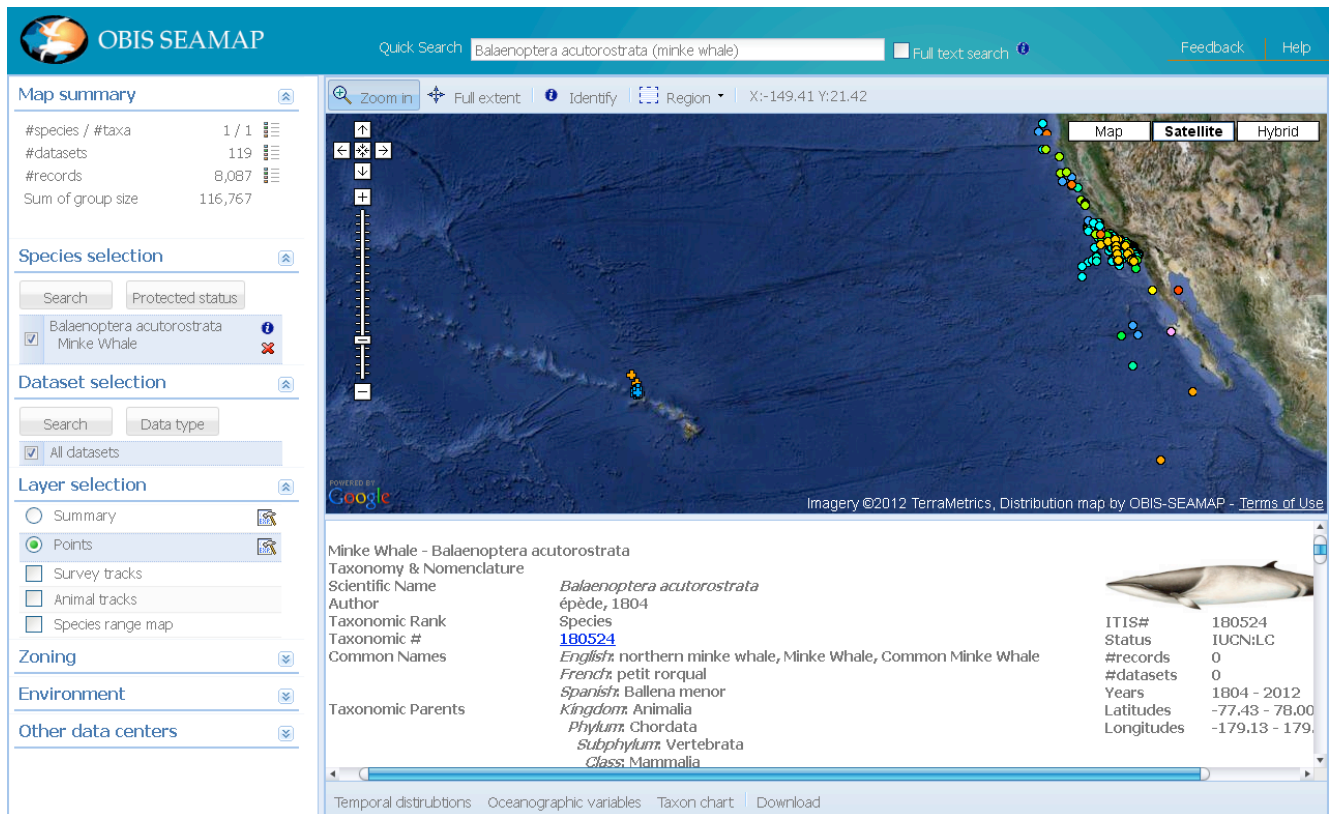 OBIS SEAMAP
Quick Search Balaenoptera acutorostrata (minke whale) Full text search Feedback Help
Map summary
#species / #taxa 1 / 1
#datasets 119
#records 8,087
Sum of group size 116,767
Species selection
Search Protected status
Balaenoptera acutorostrata
Minke Whale
Dataset selection
Search Data type
All datasets
Layer selection
Summary
Points
Survey tracks
Animal tracks
Species range map
Zoning
Environment
Other data centers
Zoom in Full extent Identify Region X:-149.41 Y:21.42
Map Satellite Hybrid
POWERED BY
Google
Imagery ©2012 TerraMetrics, Distribution map by OBIS-SEAMAP - Terms of Use
Minke Whale - Balaenoptera acutorostrata
Taxonomy & Nomenclature
Scientific Name Balaenoptera acutorostrata
Author épède, 1804
Taxonomic Rank Species
Taxonomic # 180524
Common Names English: northern minke whale, Minke Whale, Common Minke Whale
French: petit rorqual
Spanish: Ballena menor
Taxonomic Parents Kingdom: Animalia
Phylum: Chordata
Subphylum: Vertebrata
Class: Mammalia
ITIS# 180524
Status IUCN:LC
#records 0
#datasets 0
Years 1804 - 2012
Latitudes -77.43 - 78.00
Longitudes -179.13 - 179.
Temporal distirubtions Oceanographic variables Taxon chart Download